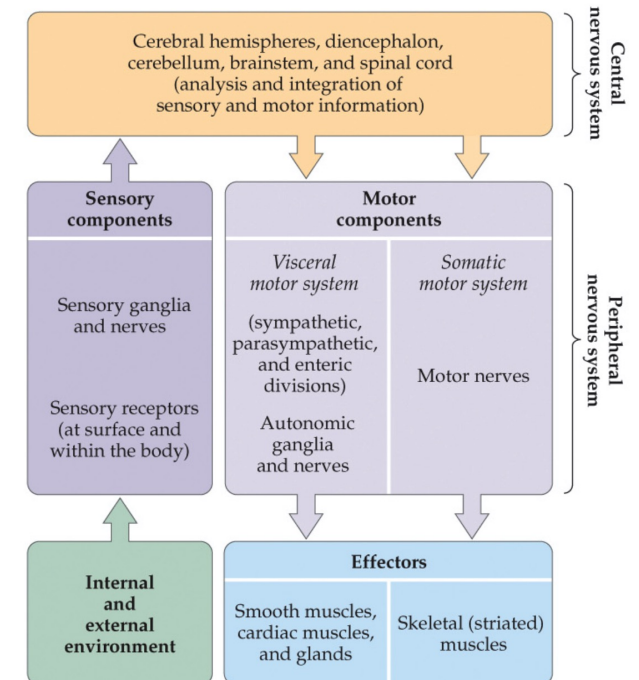 Cerebral hemispheres, diencephalon,
cerebellum, brainstem, and spinal cord
(analysis and integration of
sensory and motor information)
Central
nervous system
Sensory
components
Sensory ganglia
and nerves
Sensory receptors
(at surface and
within the body)
Motor
components
Visceral
motor system
(sympathetic,
parasympathetic,
and enteric
divisions)
Autonomic
ganglia
and nerves
Somatic
motor system
Motor nerves
Peripheral
nervous system
Internal
and
external
environment
Effectors
Smooth muscles,
cardiac muscles,
and glands
Skeletal (striated)
muscles